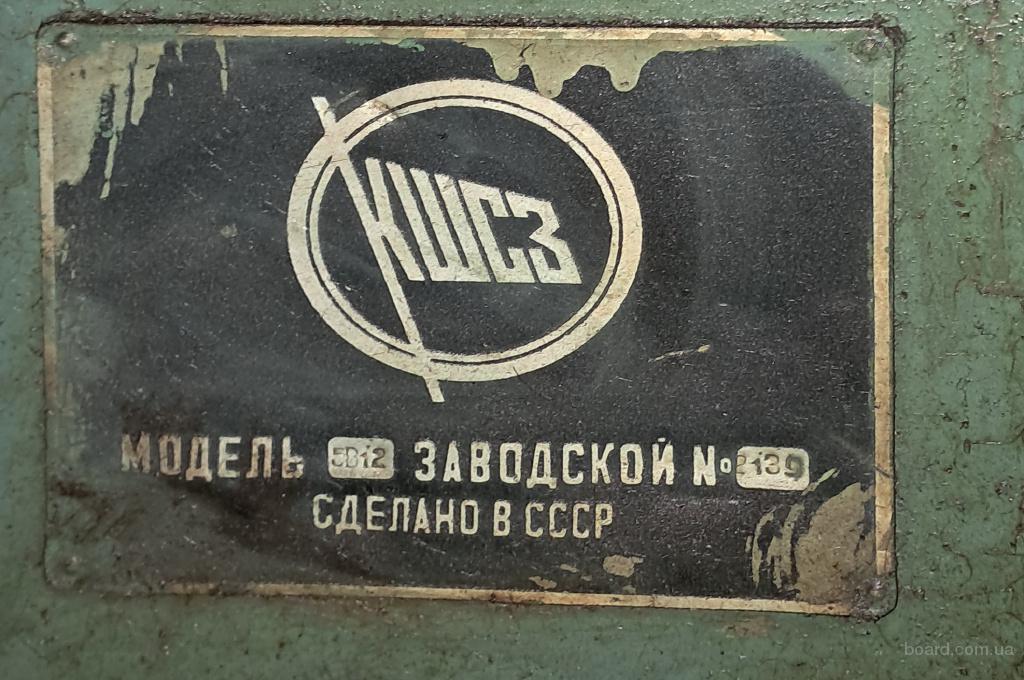 КШСЗ
МОДЕЛЬ 5В12 ЗАВОДСКОЙ №2139
СДЕЛАНО В СССР
board.com.ua